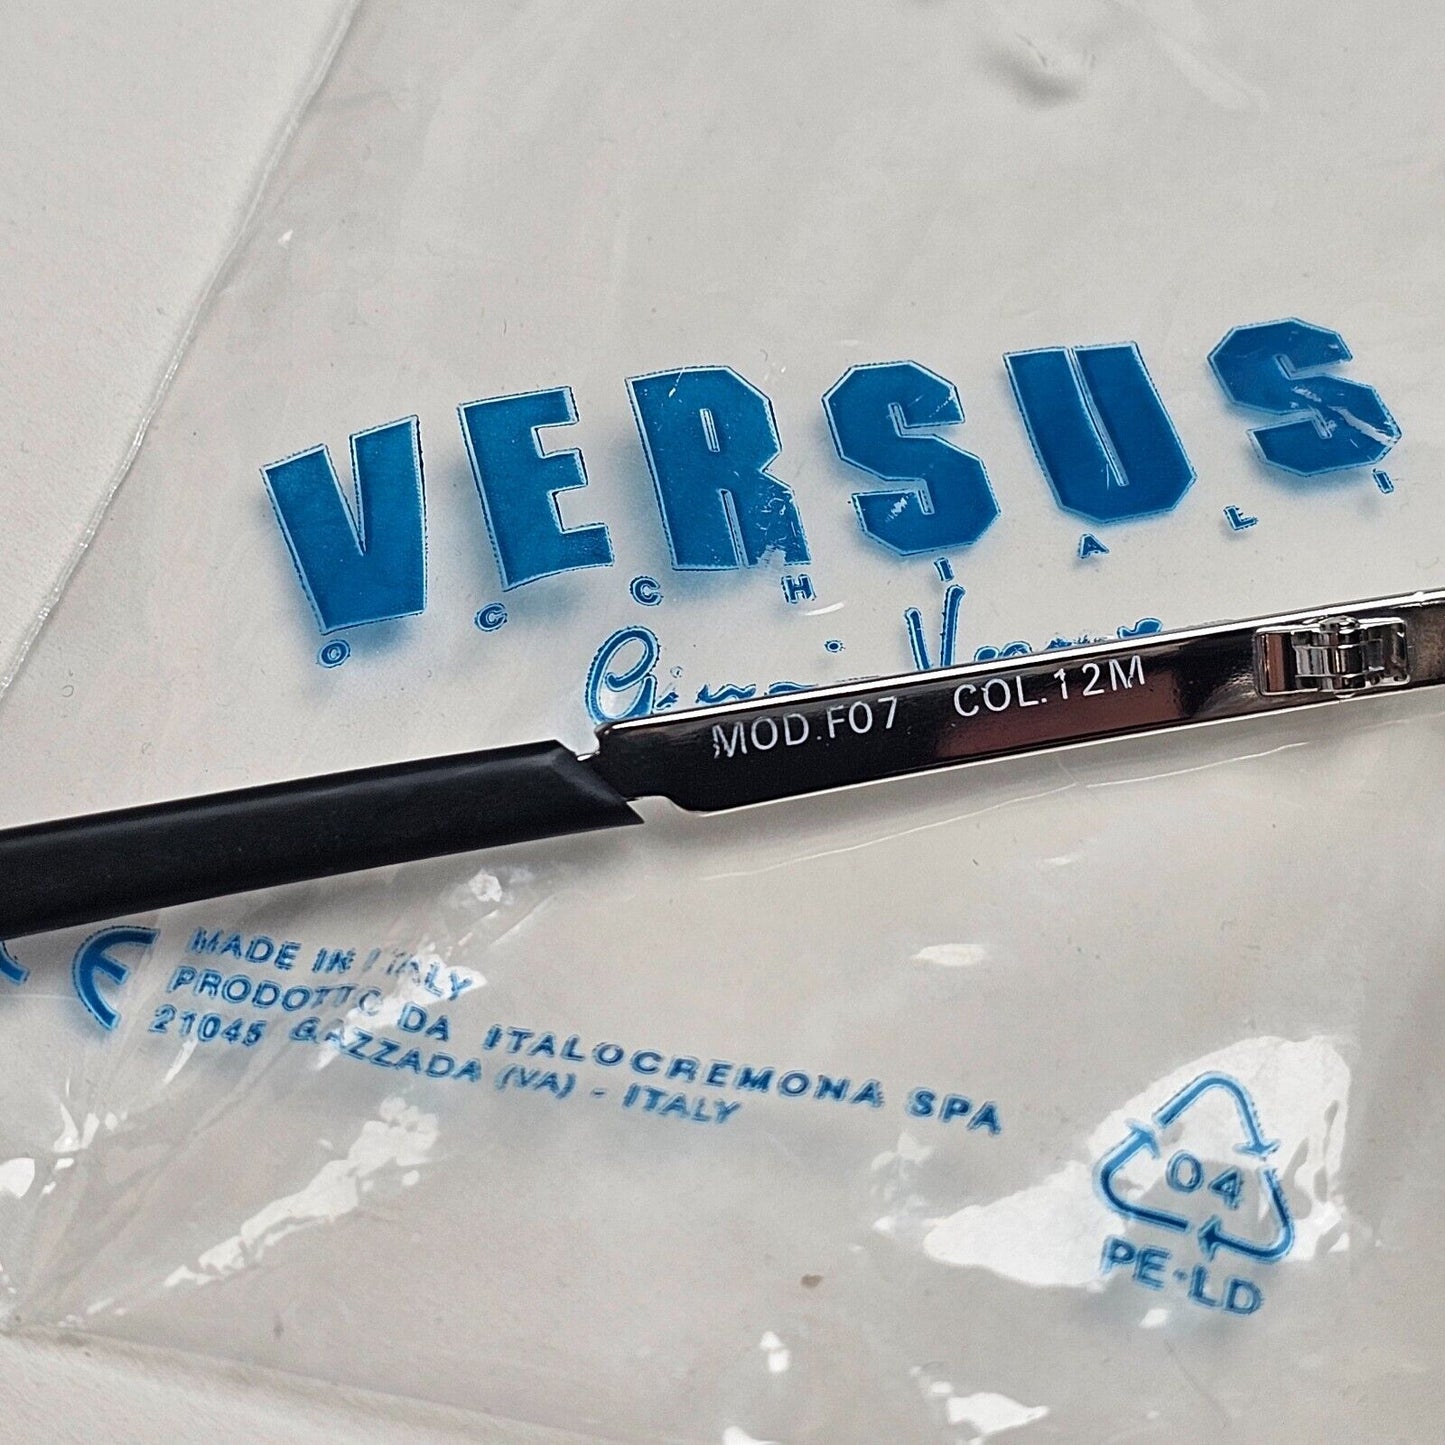 VERSUS
OCCHIALI
MOD.F07 COL.12M
CE MADE IN ITALY
PRODOTTO DA ITALOCREMONA SPA
21045 GAZZADA (VA) - ITALY
04
PE-LD